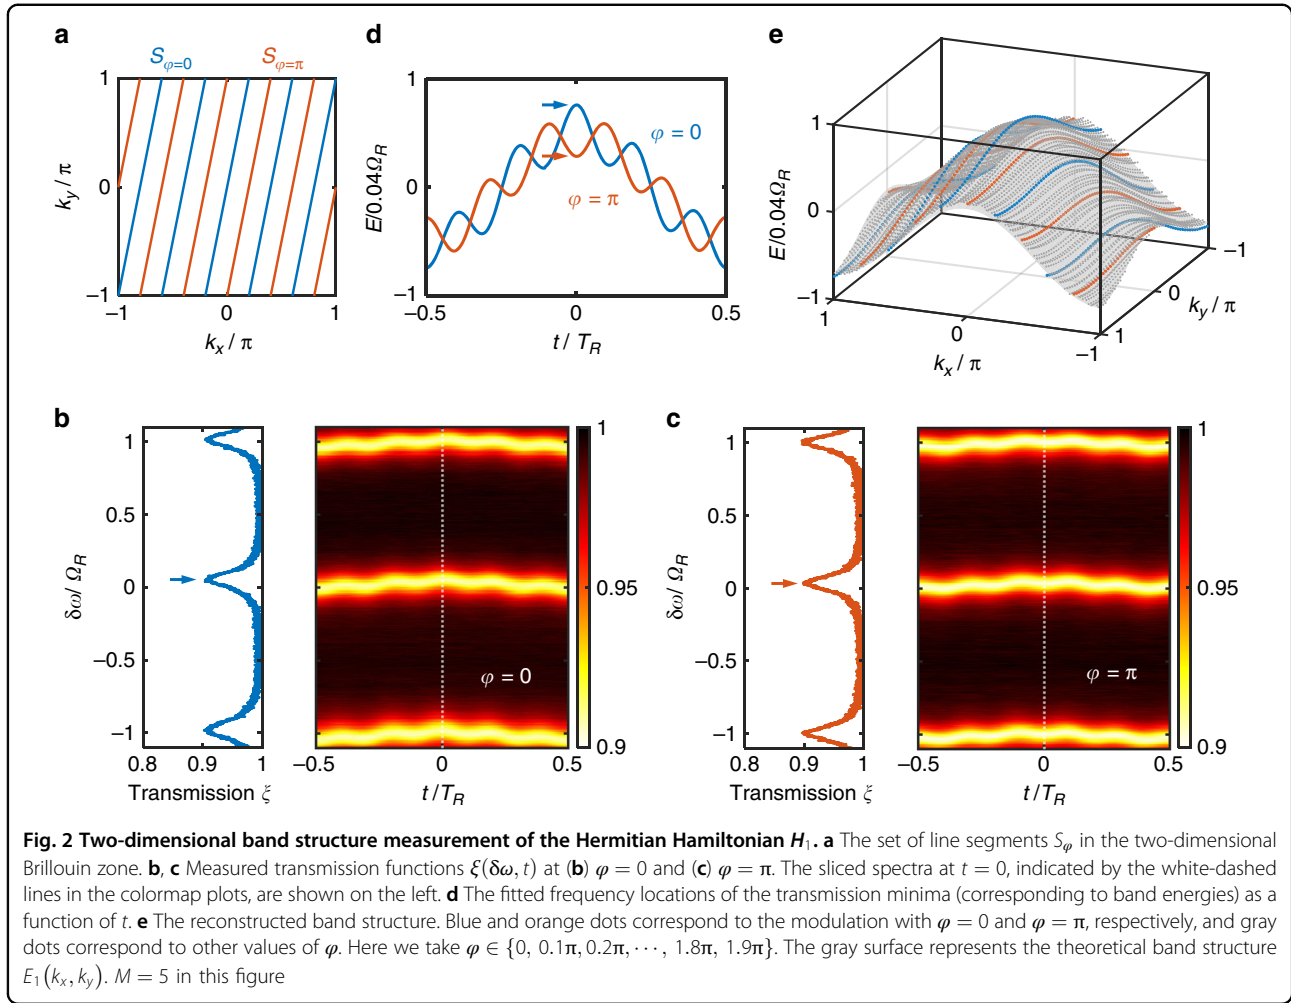 a
S_φ=0
S_φ=π
1
0
−1
k_y / π
−1
0
1
k_x / π
d
1
0
−1
E/0.04Ω_R
φ = 0
φ = π
−0.5
0
0.5
t / T_R
e
1
0
−1
E/0.04Ω_R
1
0
−1
k_x / π
−1
0
1
k_y / π
b
1
0.5
0
−0.5
−1
δω/ Ω_R
0.8
0.9
1
Transmission ξ
φ = 0
−0.5
0
0.5
t /T_R
1
0.95
0.9
c
1
0.5
0
−0.5
−1
δω/ Ω_R
0.8
0.9
1
Transmission ξ
φ = π
−0.5
0
0.5
t /T_R
1
0.95
0.9
Fig. 2 Two-dimensional band structure measurement of the Hermitian Hamiltonian H₁. a The set of line segments S_φ in the two-dimensional
Brillouin zone. b, c Measured transmission functions ξ(δω, t) at (b) φ = 0 and (c) φ = π. The sliced spectra at t = 0, indicated by the white-dashed
lines in the colormap plots, are shown on the left. d The fitted frequency locations of the transmission minima (corresponding to band energies) as a
function of t. e The reconstructed band structure. Blue and orange dots correspond to the modulation with φ = 0 and φ = π, respectively, and gray
dots correspond to other values of φ. Here we take φ ∈ {0, 0.1π, 0.2π, ⋯ , 1.8π, 1.9π}. The gray surface represents the theoretical band structure
E₁(k_x, k_y). M = 5 in this figure